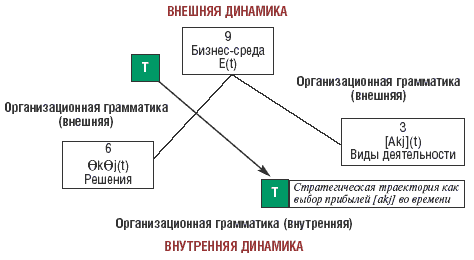 ВНЕШНЯЯ ДИНАМИКА
9
Бизнес-среда
E(t)
T
Организационная грамматика
(внешняя)
Организационная грамматика
(внешняя)
3
[Akj](t)
Виды деятельности
6
ӨkӨj(t)
Решения
T
Стратегическая траектория как
выбор прибылей [akj] во времени
Организационная грамматика (внутренняя)
ВНУТРЕННЯЯ ДИНАМИКА